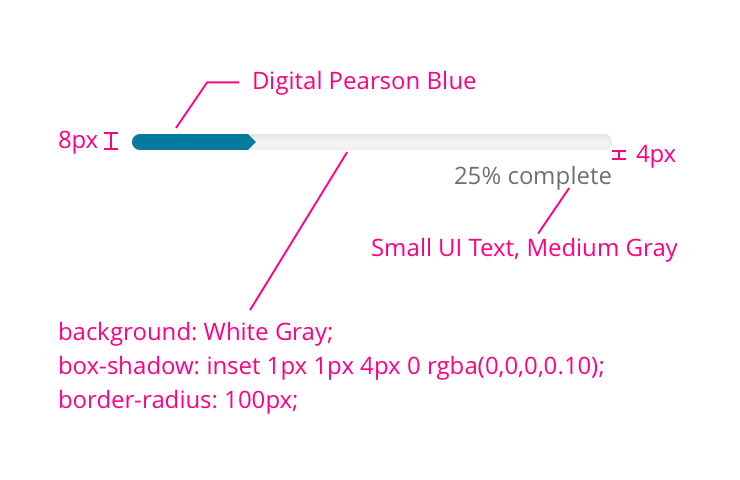 Digital Pearson Blue
8px
4px
25% complete
Small UI Text, Medium Gray
background: White Gray;
box-shadow: inset 1px 1px 4px 0 rgba(0,0,0,0.10);
border-radius: 100px;